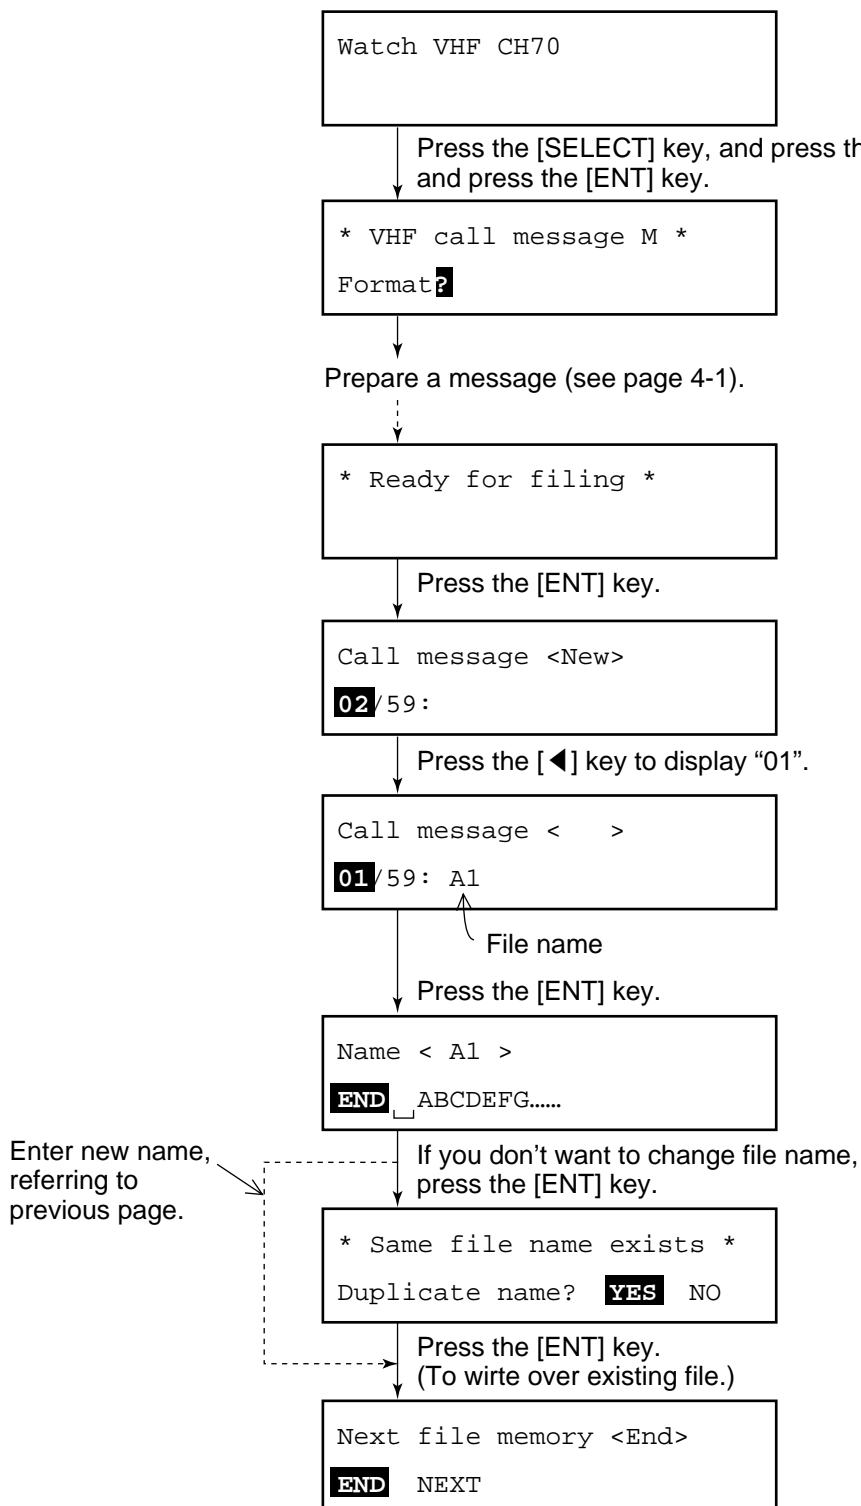 Watch VHF CH70
Press the [SELECT] key, and press
and press the [ENT] key.
* VHF call message M *
Format?
Prepare a message (see page 4-1).
* Ready for filing *
Press the [ENT] key.
Call message <New>
02/59:
Press the [◀] key to display “01”.
Call message <   >
01/59: A1
File name
Press the [ENT] key.
Name < A1 >
END ABCDEFG......
Enter new name,
referring to
previous page.
If you don’t want to change file name,
press the [ENT] key.
* Same file name exists *
Duplicate name? YES NO
Press the [ENT] key.
(To wirte over existing file.)
Next file memory <End>
END NEXT